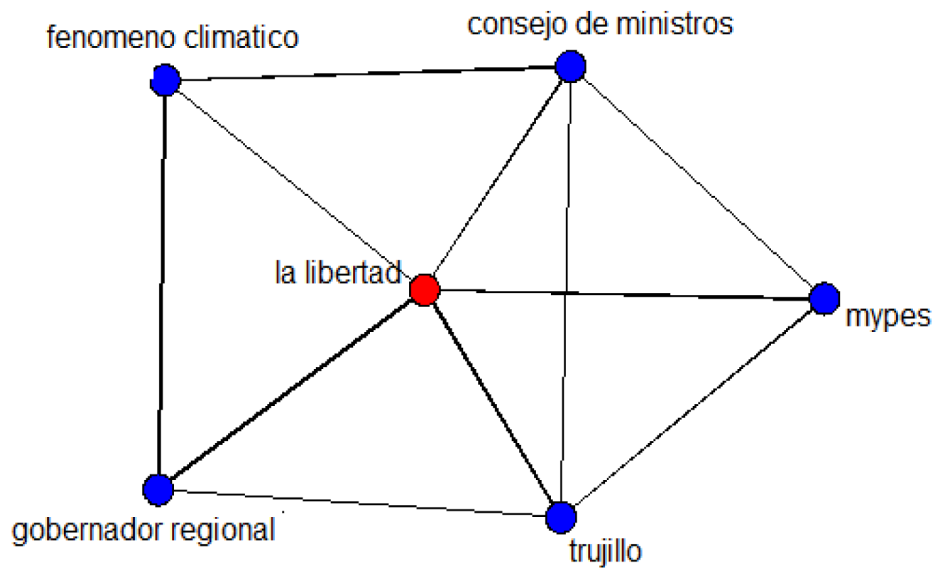 consejo de ministros
fenomeno climatico
la libertad
mypes
gobernador regional
trujillo